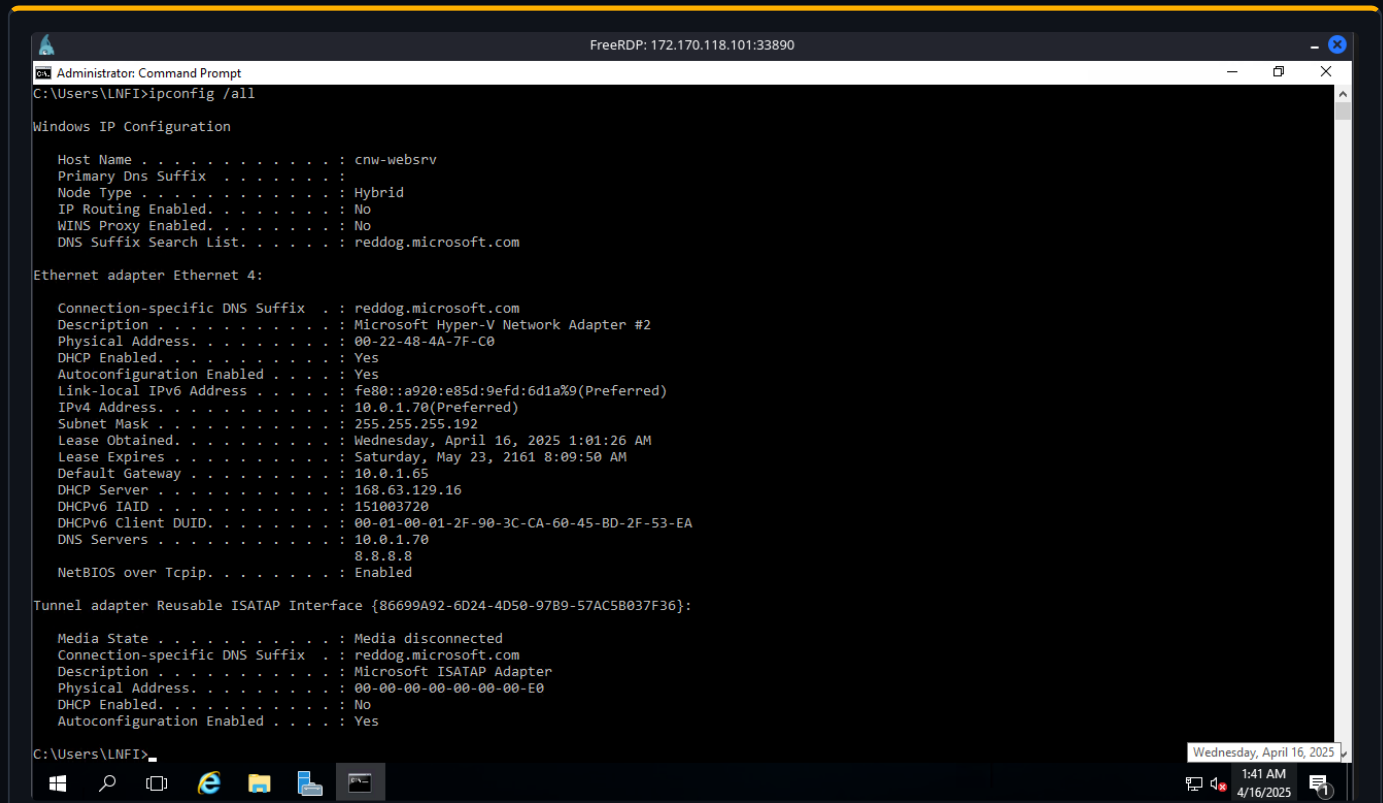 FreeRDP: 172.170.118.101:33890
Administrator: Command Prompt
C:\Users\LNFI>ipconfig /all
Windows IP Configuration
Host Name . . . . . . . . . . . . : cnw-websrv
Primary Dns Suffix  . . . . . . . :
Node Type . . . . . . . . . . . . : Hybrid
IP Routing Enabled. . . . . . . . : No
WINS Proxy Enabled. . . . . . . . : No
DNS Suffix Search List. . . . . . : reddog.microsoft.com
Ethernet adapter Ethernet 4:
Connection-specific DNS Suffix  . : reddog.microsoft.com
Description . . . . . . . . . . . : Microsoft Hyper-V Network Adapter #2
Physical Address. . . . . . . . . : 00-22-48-4A-7F-C0
DHCP Enabled. . . . . . . . . . . : Yes
Autoconfiguration Enabled . . . . : Yes
Link-local IPv6 Address . . . . . : fe80::a920:e85d:9efd:6d1a%9(Preferred)
IPv4 Address. . . . . . . . . . . : 10.0.1.70(Preferred)
Subnet Mask . . . . . . . . . . . : 255.255.255.192
Lease Obtained. . . . . . . . . . : Wednesday, April 16, 2025 1:01:26 AM
Lease Expires . . . . . . . . . . : Saturday, May 23, 2161 8:09:50 AM
Default Gateway . . . . . . . . . : 10.0.1.65
DHCP Server . . . . . . . . . . . : 168.63.129.16
DHCPv6 IAID . . . . . . . . . . . : 151003720
DHCPv6 Client DUID. . . . . . . . : 00-01-00-01-2F-90-3C-CA-60-45-BD-2F-53-EA
DNS Servers . . . . . . . . . . . : 10.0.1.70
8.8.8.8
NetBIOS over Tcpip. . . . . . . . : Enabled
Tunnel adapter Reusable ISATAP Interface {86699A92-6D24-4D50-97B9-57AC5B037F36}:
Media State . . . . . . . . . . . : Media disconnected
Connection-specific DNS Suffix  . : reddog.microsoft.com
Description . . . . . . . . . . . : Microsoft ISATAP Adapter
Physical Address. . . . . . . . . : 00-00-00-00-00-00-00-E0
DHCP Enabled. . . . . . . . . . . : No
Autoconfiguration Enabled . . . . : Yes
C:\Users\LNFI>
Wednesday, April 16, 2025
1:41 AM
4/16/2025
1